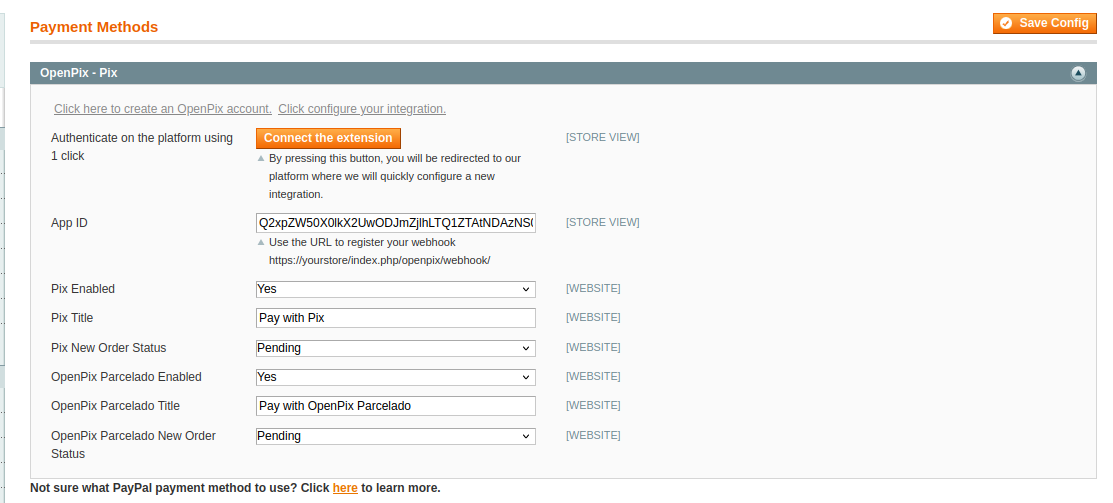 Payment Methods
Save Config
OpenPix - Pix
Click here to create an OpenPix account. Click configure your integration.
Authenticate on the platform using
1 click
Connect the extension
[STORE VIEW]
By pressing this button, you will be redirected to our
platform where we will quickly configure a new
integration.
App ID
Q2xpZW50X0lkX2UwODJmZjlhLTQ1ZTAtNDAzNS
[STORE VIEW]
Use the URL to register your webhook
https://yourstore/index.php/openpix/webhook/
Pix Enabled
Yes
[WEBSITE]
Pix Title
Pay with Pix
[WEBSITE]
Pix New Order Status
Pending
[WEBSITE]
OpenPix Parcelado Enabled
Yes
[WEBSITE]
OpenPix Parcelado Title
Pay with OpenPix Parcelado
[WEBSITE]
OpenPix Parcelado New Order
Status
Pending
[WEBSITE]
Not sure what PayPal payment method to use? Click here to learn more.